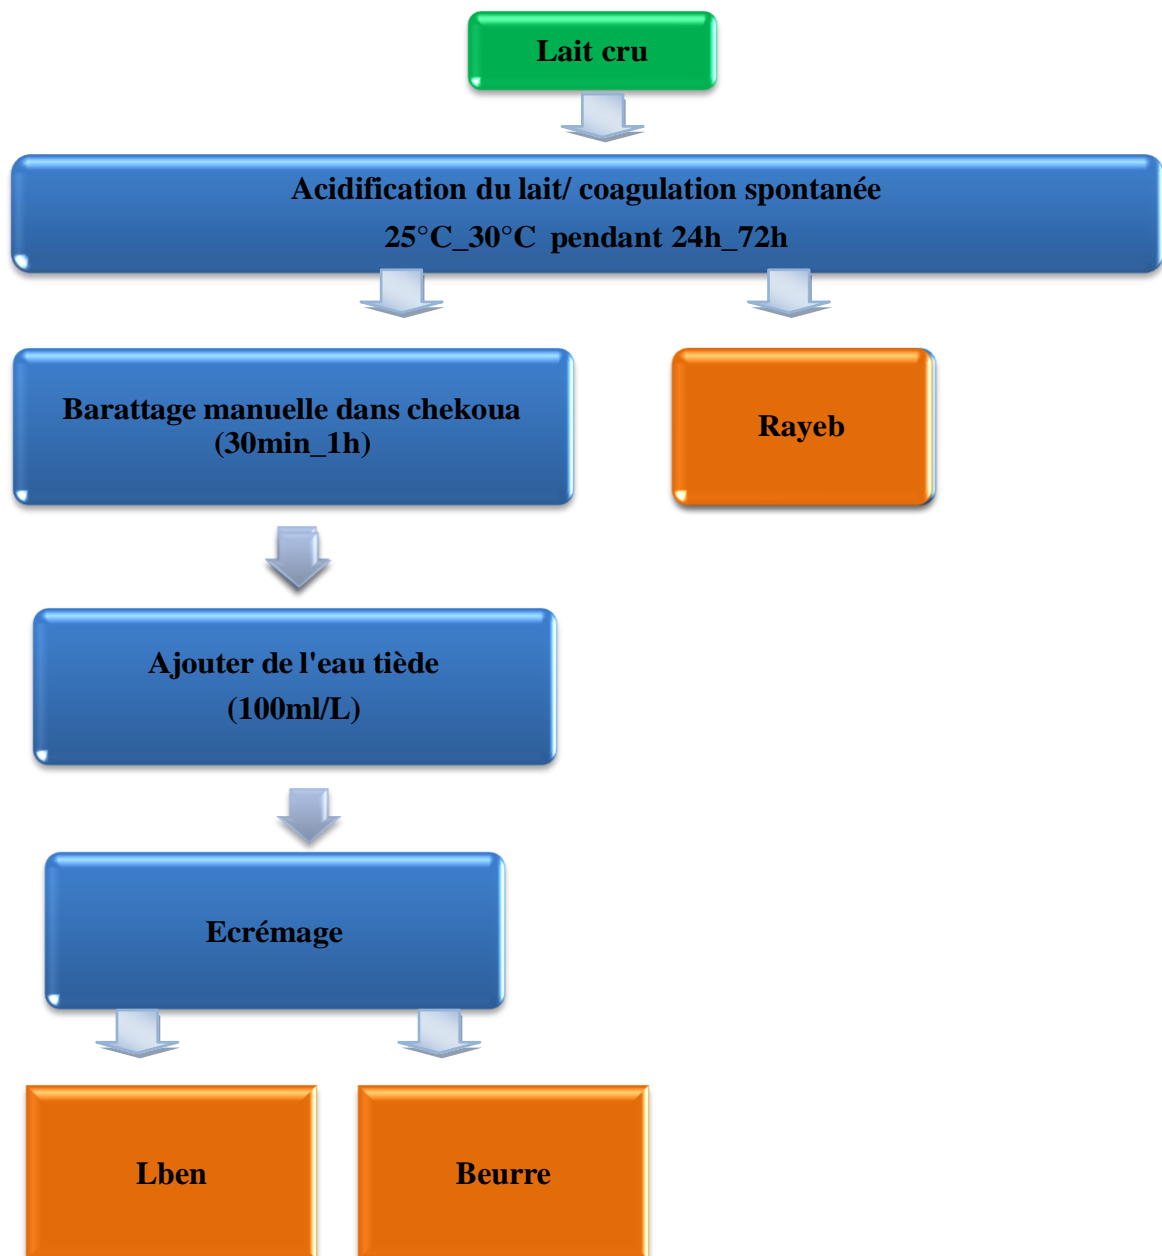 Lait cru
Acidification du lait/ coagulation spontanée
25°C_30°C pendant 24h_72h
Barattage manuelle dans chekoua
(30min_1h)
Rayeb
Ajouter de l'eau tiède
(100ml/L)
Ecrémage
Lben
Beurre